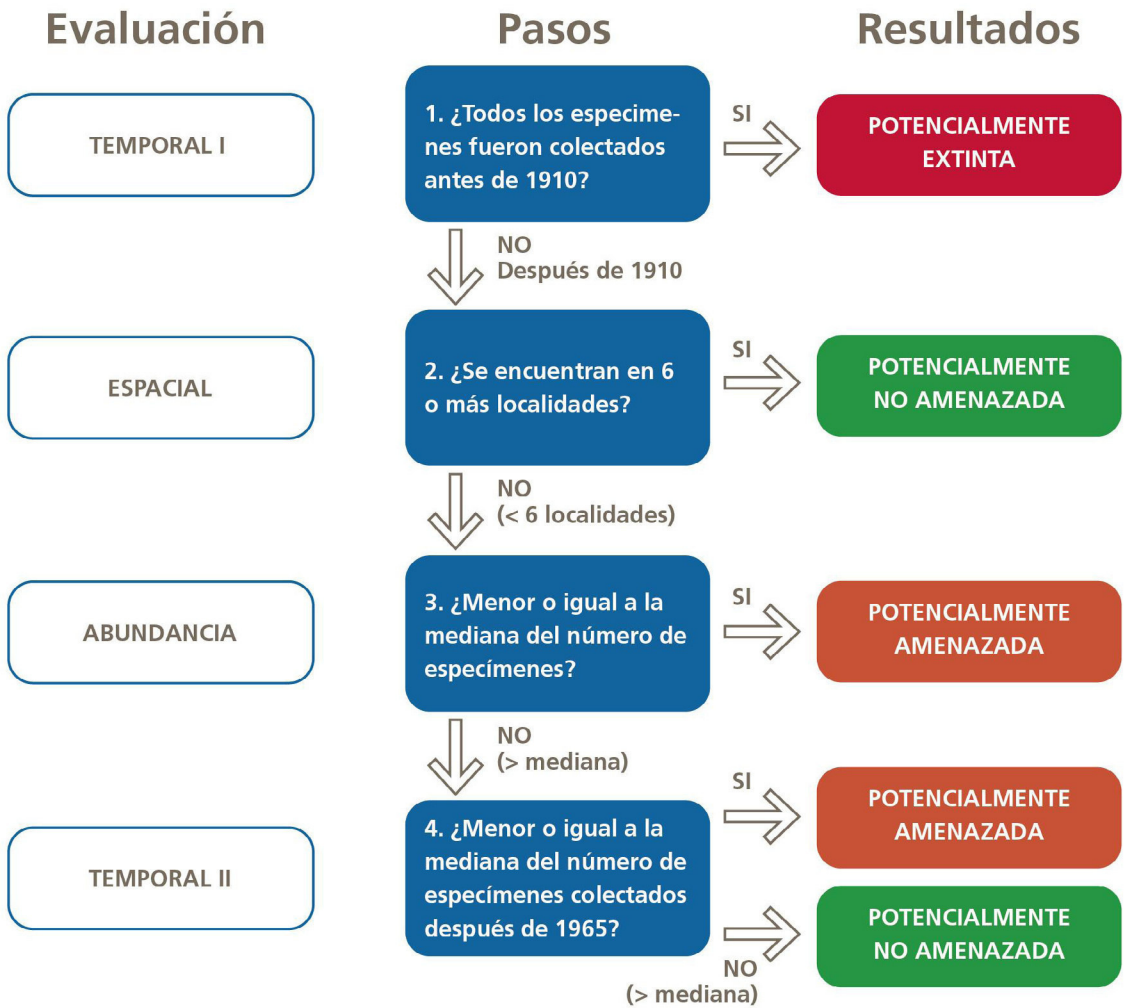 Evaluación
Pasos
Resultados
TEMPORAL I
1. ¿Todos los especime-
nes fueron colectados
antes de 1910?
SI
POTENCIALMENTE
EXTINTA
NO
Después de 1910
ESPACIAL
2. ¿Se encuentran en 6
o más localidades?
SI
POTENCIALMENTE
NO AMENAZADA
NO
(< 6 localidades)
ABUNDANCIA
3. ¿Menor o igual a la
mediana del número de
especímenes?
SI
POTENCIALMENTE
AMENAZADA
NO
(> mediana)
TEMPORAL II
4. ¿Menor o igual a la
mediana del número de
especímenes colectados
después de 1965?
SI
POTENCIALMENTE
AMENAZADA
NO
(> mediana)
POTENCIALMENTE
NO AMENAZADA